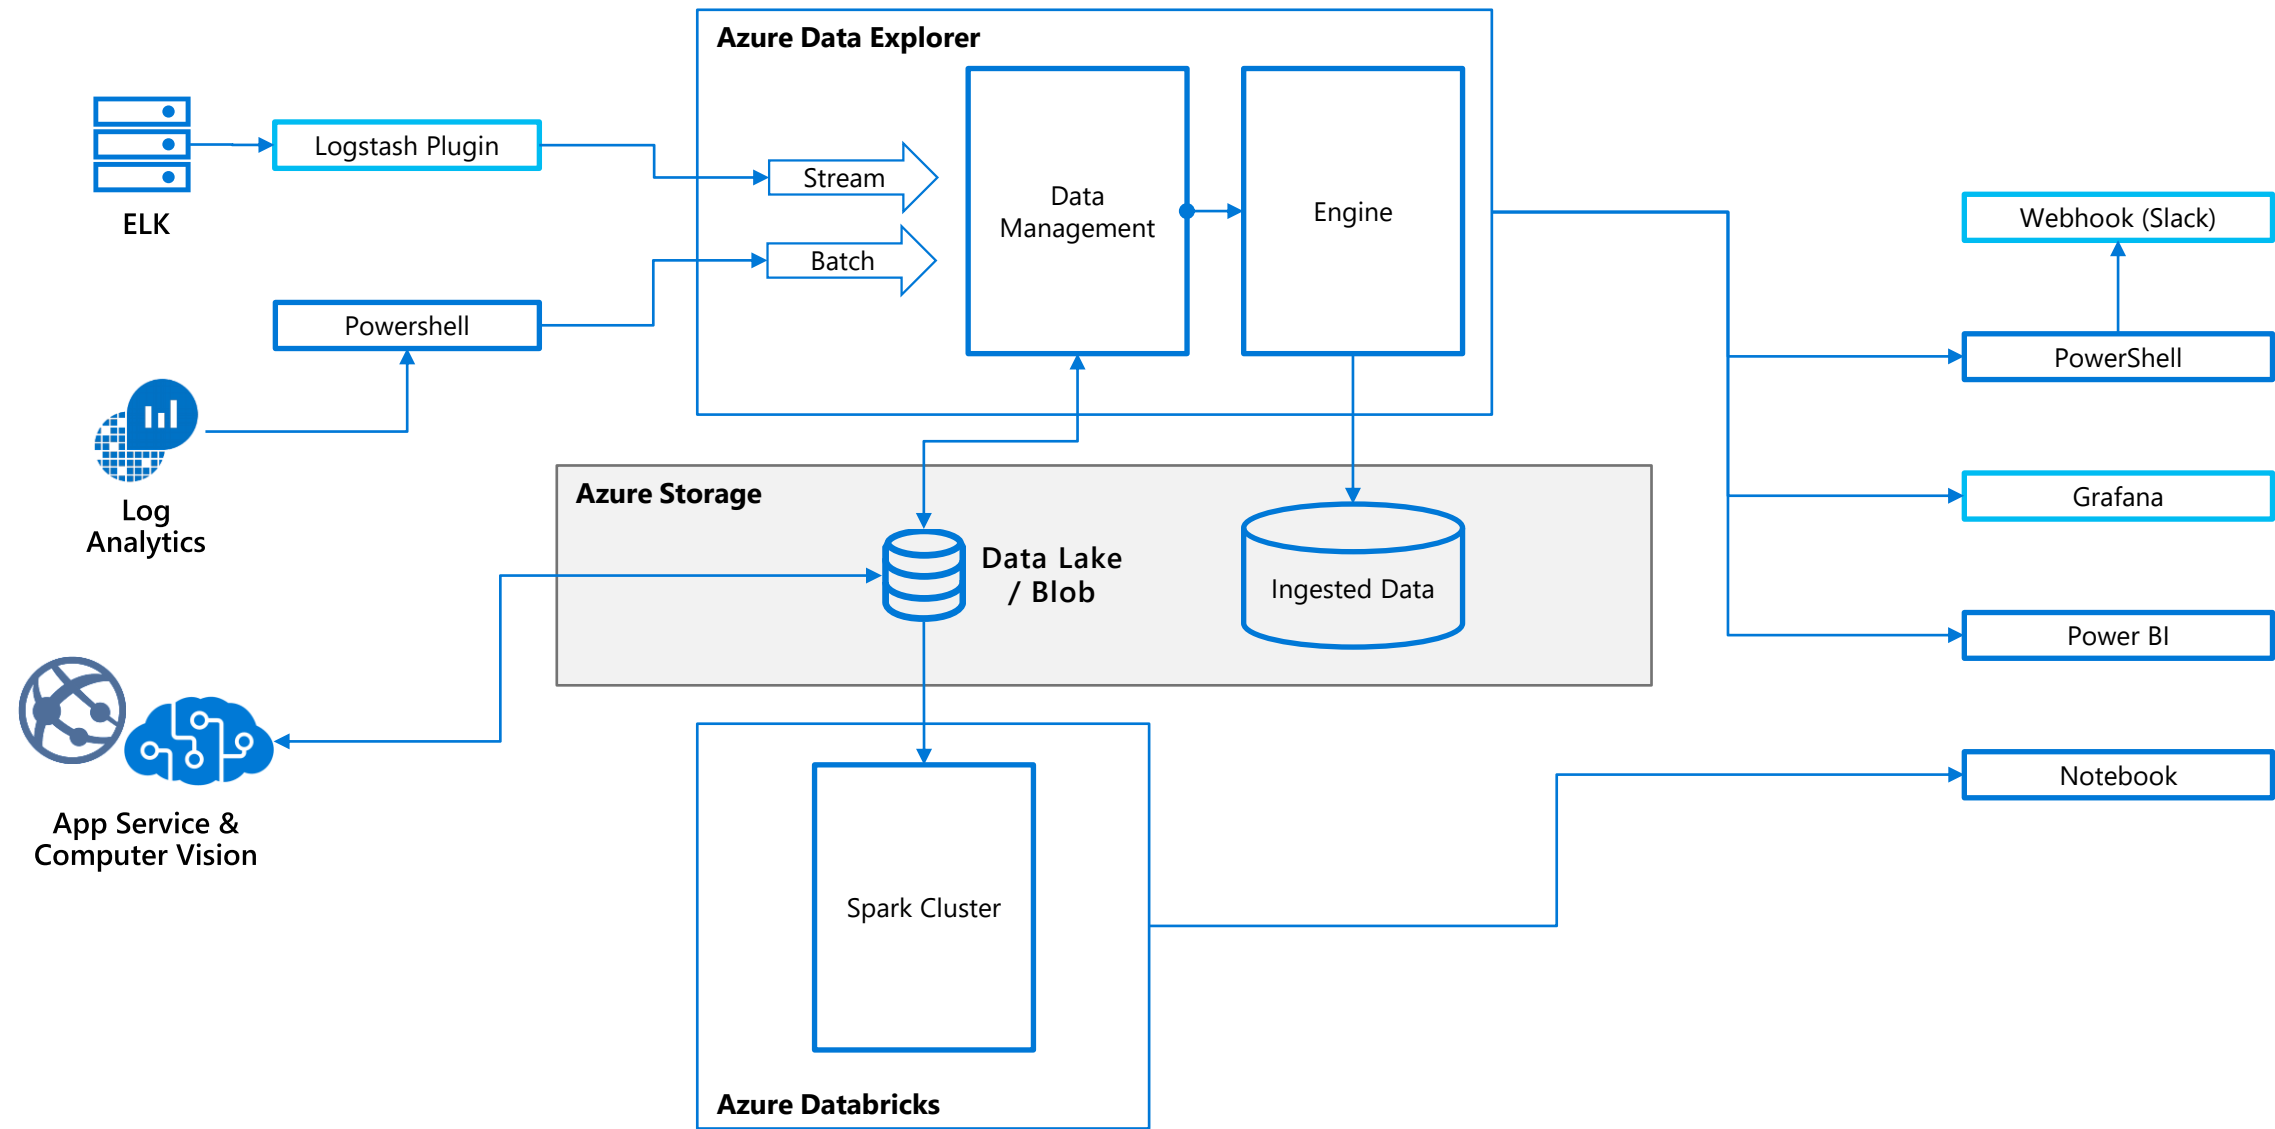 Azure Data Explorer
ELK
Logstash Plugin
Stream
Batch
Data
Management
Engine
Powershell
Log
Analytics
Webhook (Slack)
PowerShell
Grafana
Power BI
Notebook
Azure Storage
Data Lake
/ Blob
Ingested Data
App Service &
Computer Vision
Spark Cluster
Azure Databricks